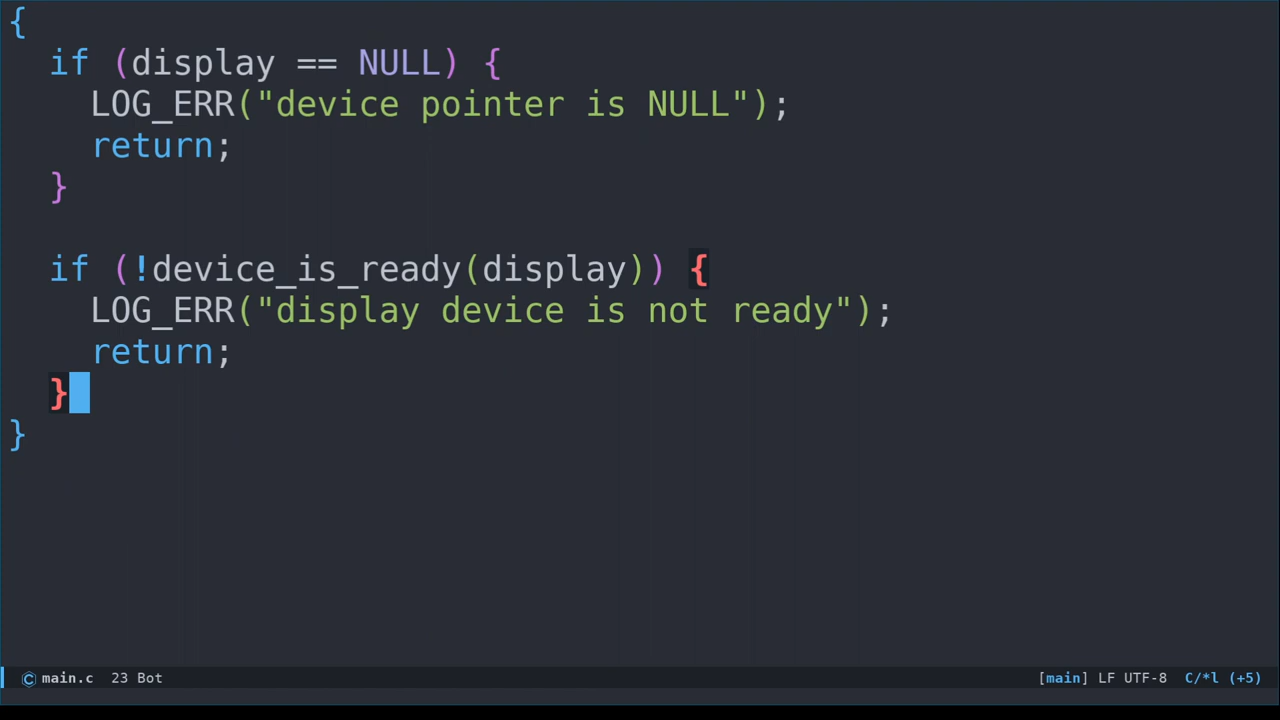 {
  if (display == NULL) {
    LOG_ERR("device pointer is NULL");
    return;
  }

  if (!device_is_ready(display)) {
    LOG_ERR("display device is not ready");
    return;
  }
}
main.c 23 Bot [main] LF UTF-8 C/*l (+5)